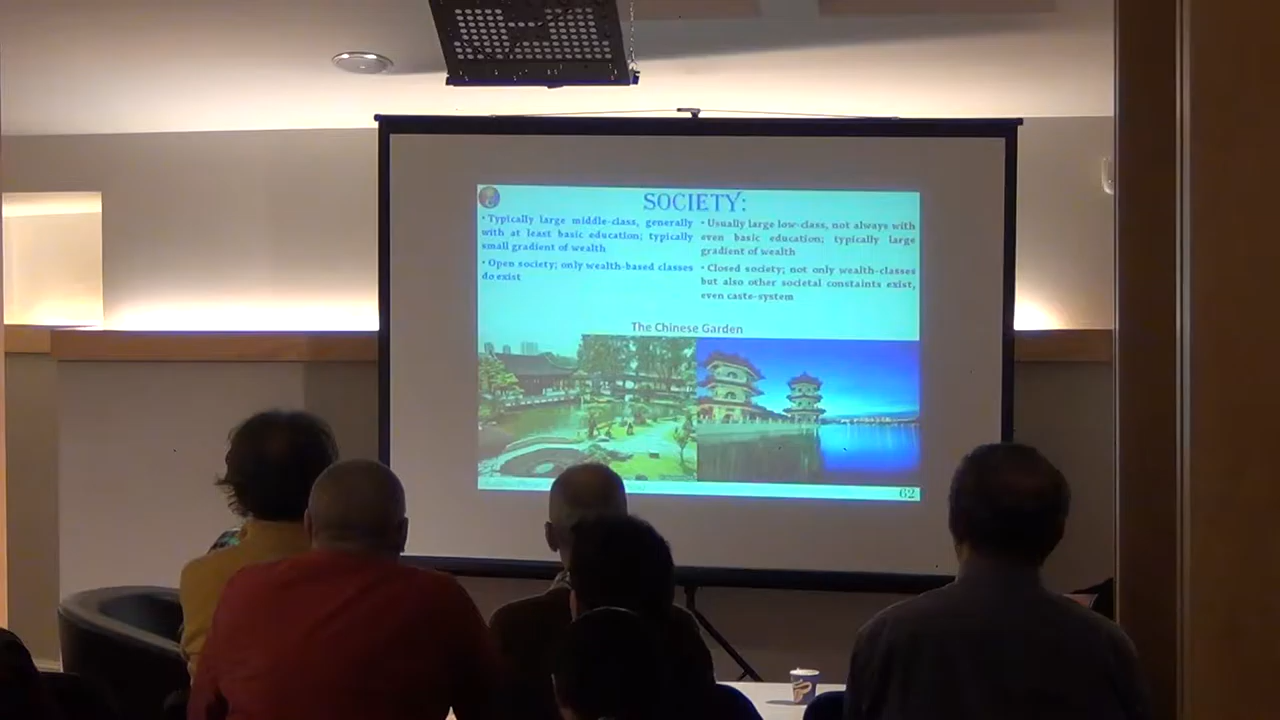 SOCIETY:
• Typically large middle-class, generally
with at least basic education; typically
small gradient of wealth
• Open society; only wealth-based classes
do exist
• Usually large low-class, not always with
even basic education; typically large
gradient of wealth
• Closed society; not only wealth-classes
but also other societal constaints exist,
even caste-system
The Chinese Garden
62